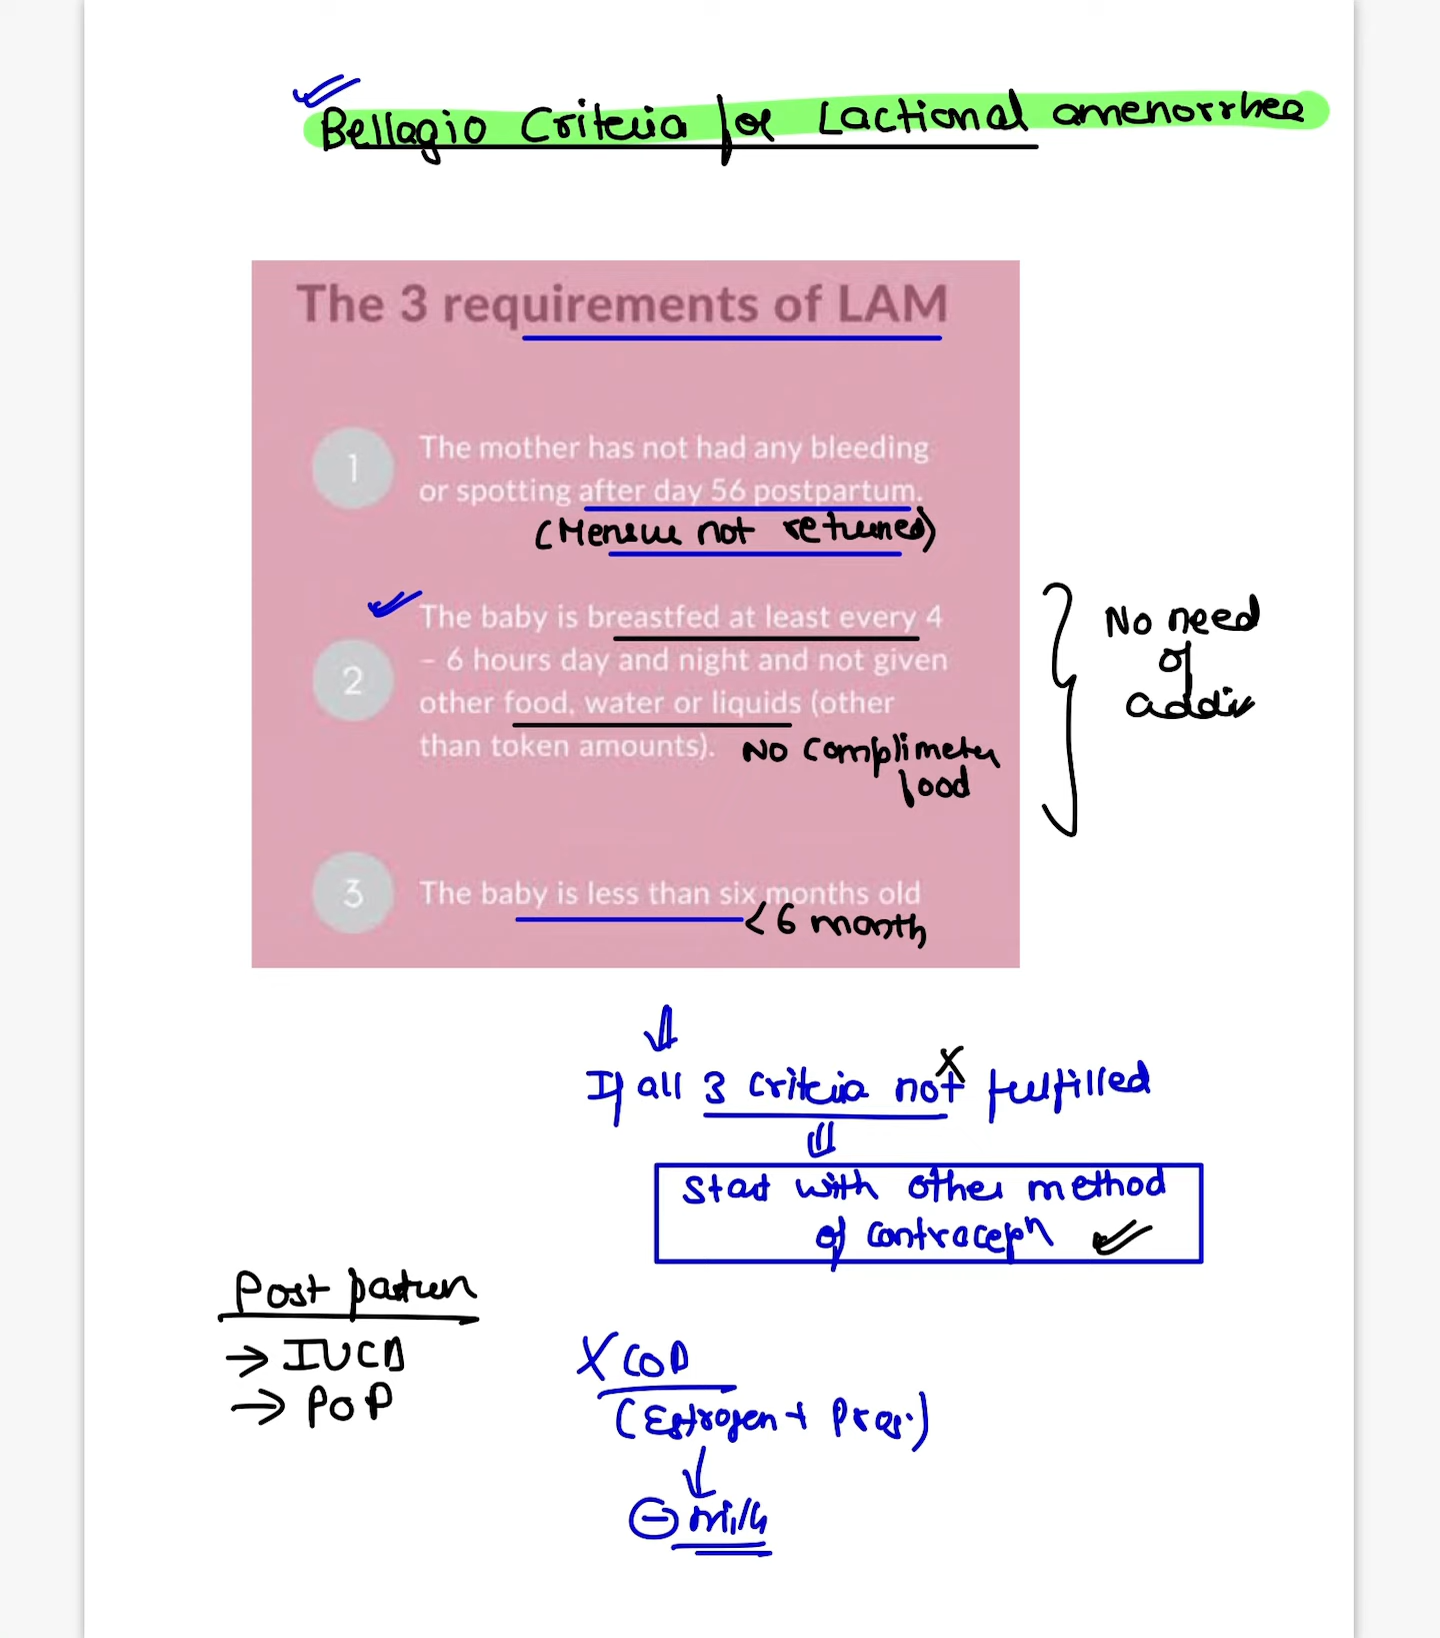 Bellagio Criteria for Lactional amenorrhea
The 3 requirements of LAM
1
The mother has not had any bleeding
or spotting after day 56 postpartum.
(Mensue not retuned)
2
The baby is breastfed at least every 4
– 6 hours day and night and not given
other food, water or liquids (other
than token amounts).
No Complimeter
food
No need
of
3
The baby is less than six months old
<6 month
If all 3 criteria not fulfilled
Start with other method
of contracepn
Post partum
→ IUCD
→ POP
X COP
(Estrogen + Prog.)
⊖ milk